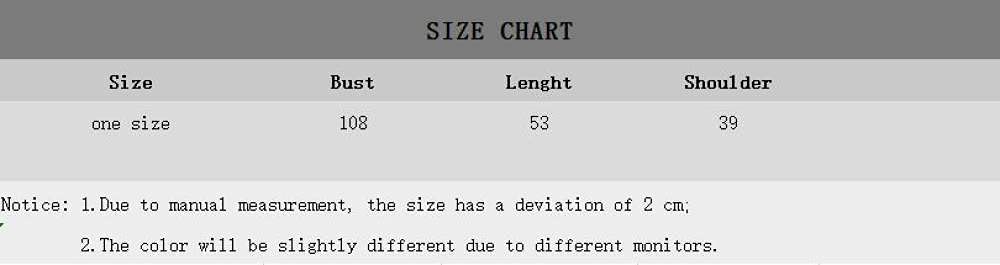 SIZE CHART
Size Bust Lenght Shoulder
one size 108 53 39
Notice: 1.Due to manual measurement, the size has a deviation of 2 cm;
2.The color will be slightly different due to different monitors.